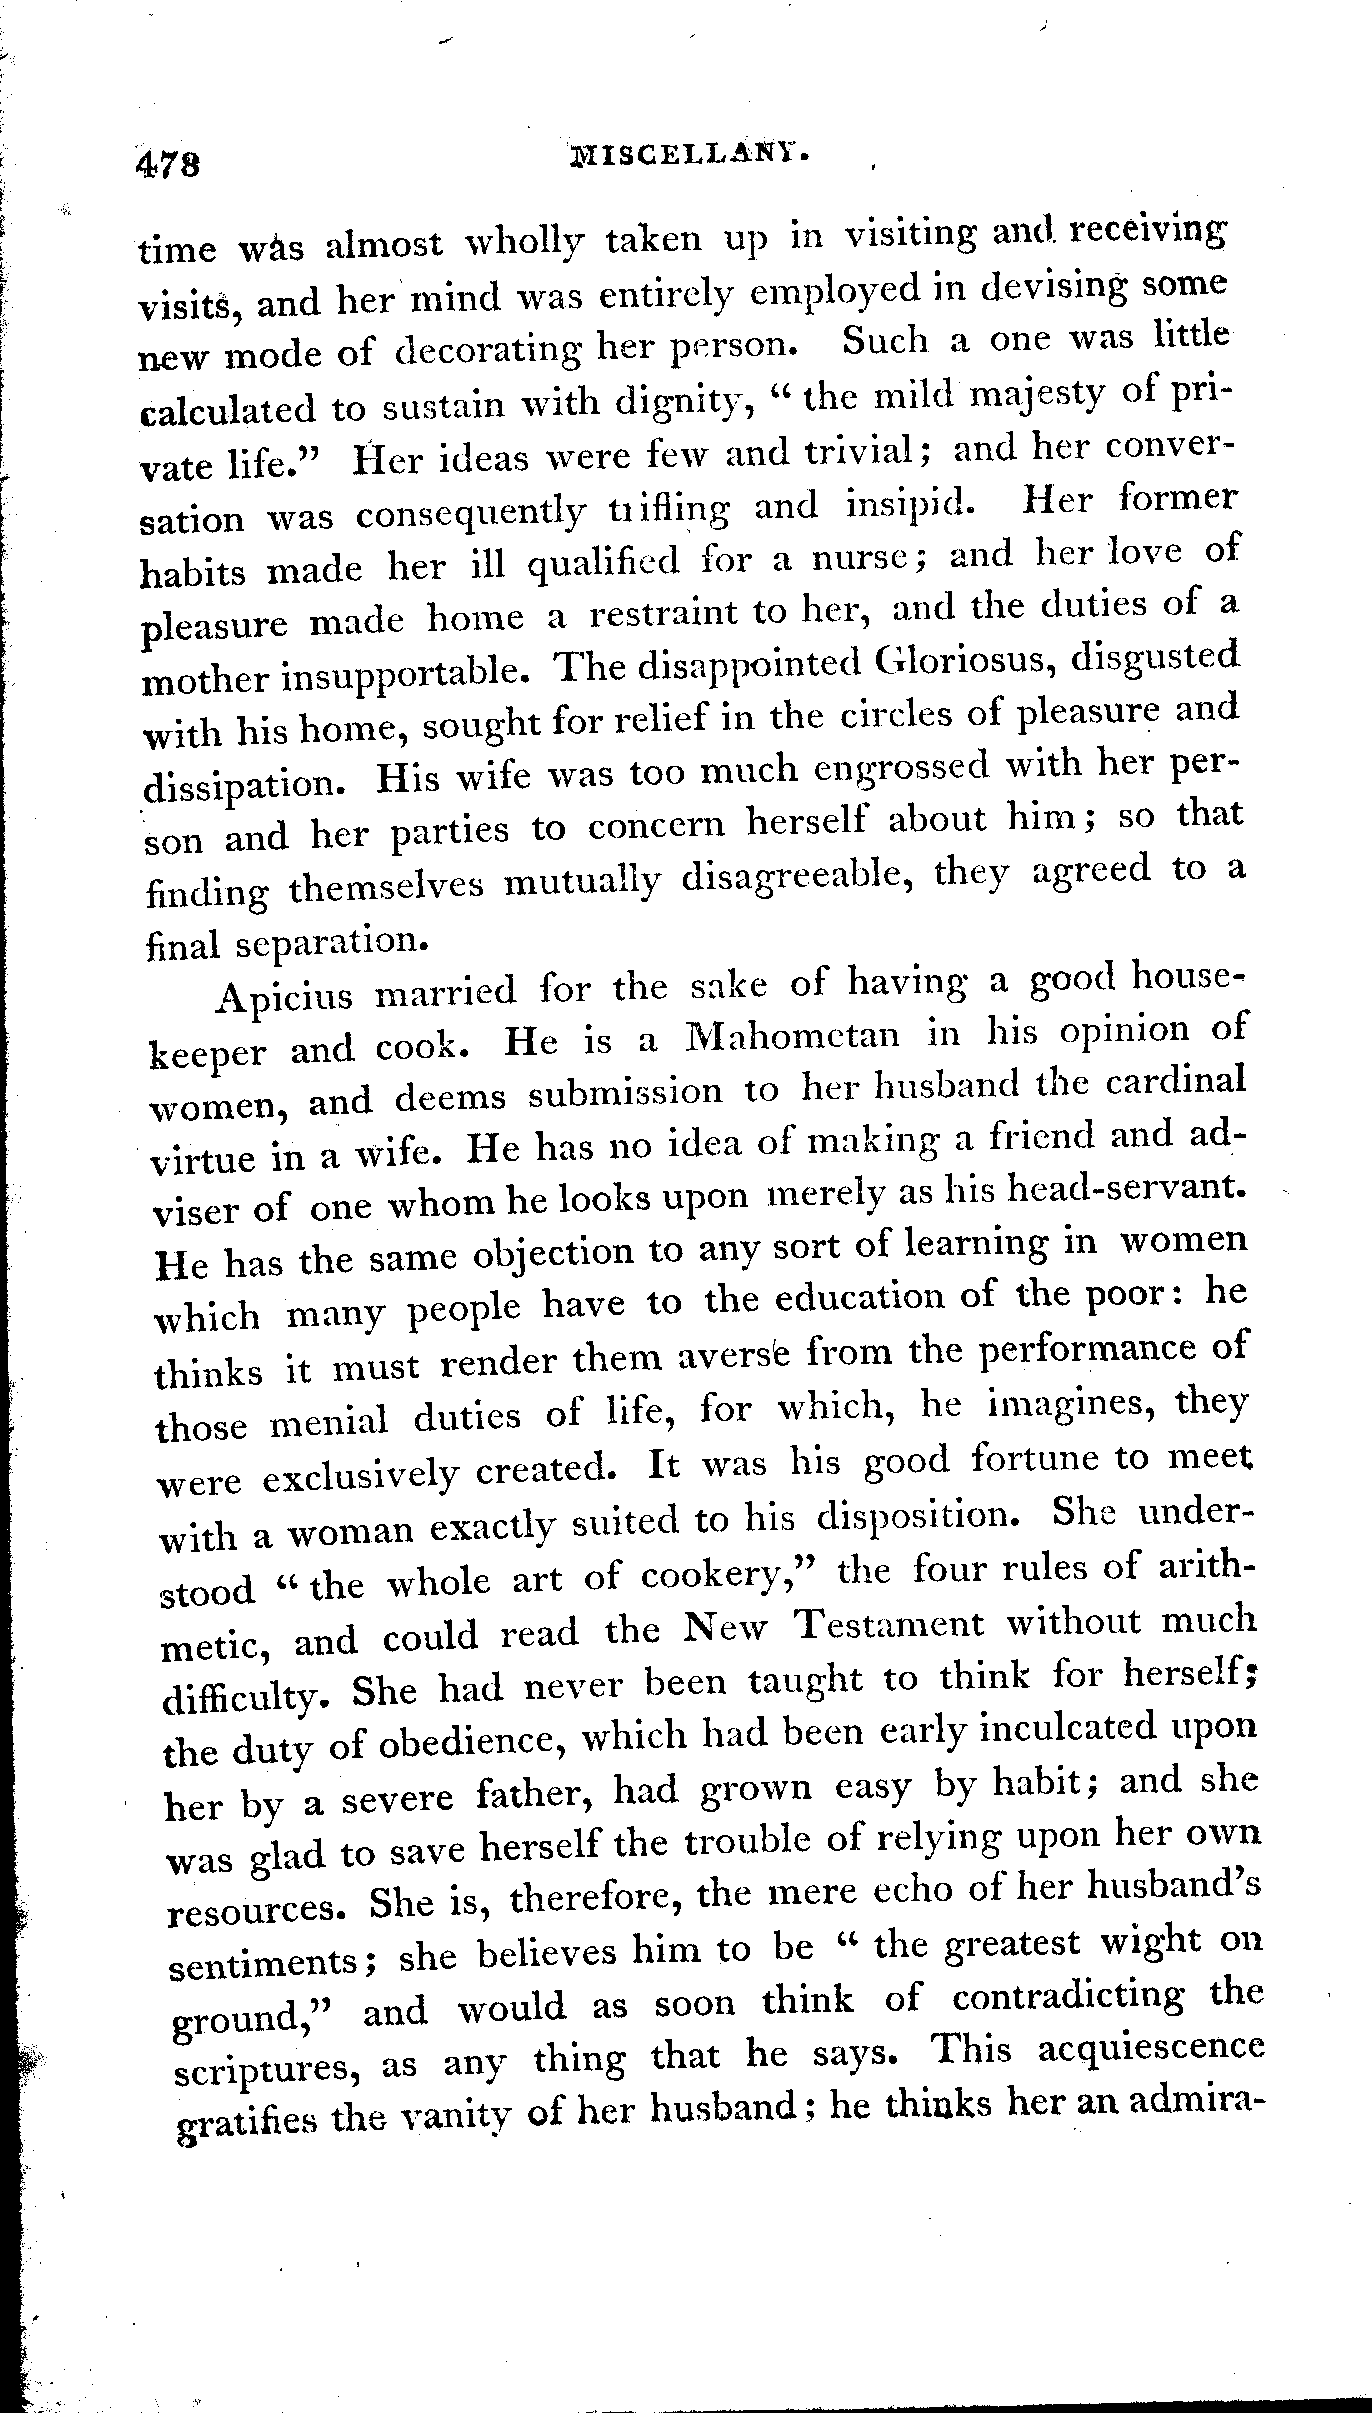 478 MISCELLANY.
time was almost wholly taken up in visiting and receiving
visits, and her mind was entirely employed in devising some
new mode of decorating her person. Such a one was little
calculated to sustain with dignity, “ the mild majesty of pri-
vate life.” Her ideas were few and trivial; and her conver-
sation was consequently trifling and insipid. Her former
habits made her ill qualified for a nurse; and her love of
pleasure made home a restraint to her, and the duties of a
mother insupportable. The disappointed Gloriosus, disgusted
with his home, sought for relief in the circles of pleasure and
dissipation. His wife was too much engrossed with her per-
son and her parties to concern herself about him; so that
finding themselves mutually disagreeable, they agreed to a
final separation.
Apicius married for the sake of having a good house-
keeper and cook. He is a Mahometan in his opinion of
women, and deems submission to her husband the cardinal
virtue in a wife. He has no idea of making a friend and ad-
viser of one whom he looks upon merely as his head-servant.
He has the same objection to any sort of learning in women
which many people have to the education of the poor: he
thinks it must render them averse from the performance of
those menial duties of life, for which, he imagines, they
were exclusively created. It was his good fortune to meet
with a woman exactly suited to his disposition. She under-
stood “ the whole art of cookery,” the four rules of arith-
metic, and could read the New Testament without much
difficulty. She had never been taught to think for herself;
the duty of obedience, which had been early inculcated upon
her by a severe father, had grown easy by habit; and she
was glad to save herself the trouble of relying upon her own
resources. She is, therefore, the mere echo of her husband's
sentiments; she believes him to be “ the greatest wight on
ground,” and would as soon think of contradicting the
scriptures, as any thing that he says. This acquiescence
gratifies the vanity of her husband; he thinks her an admira-